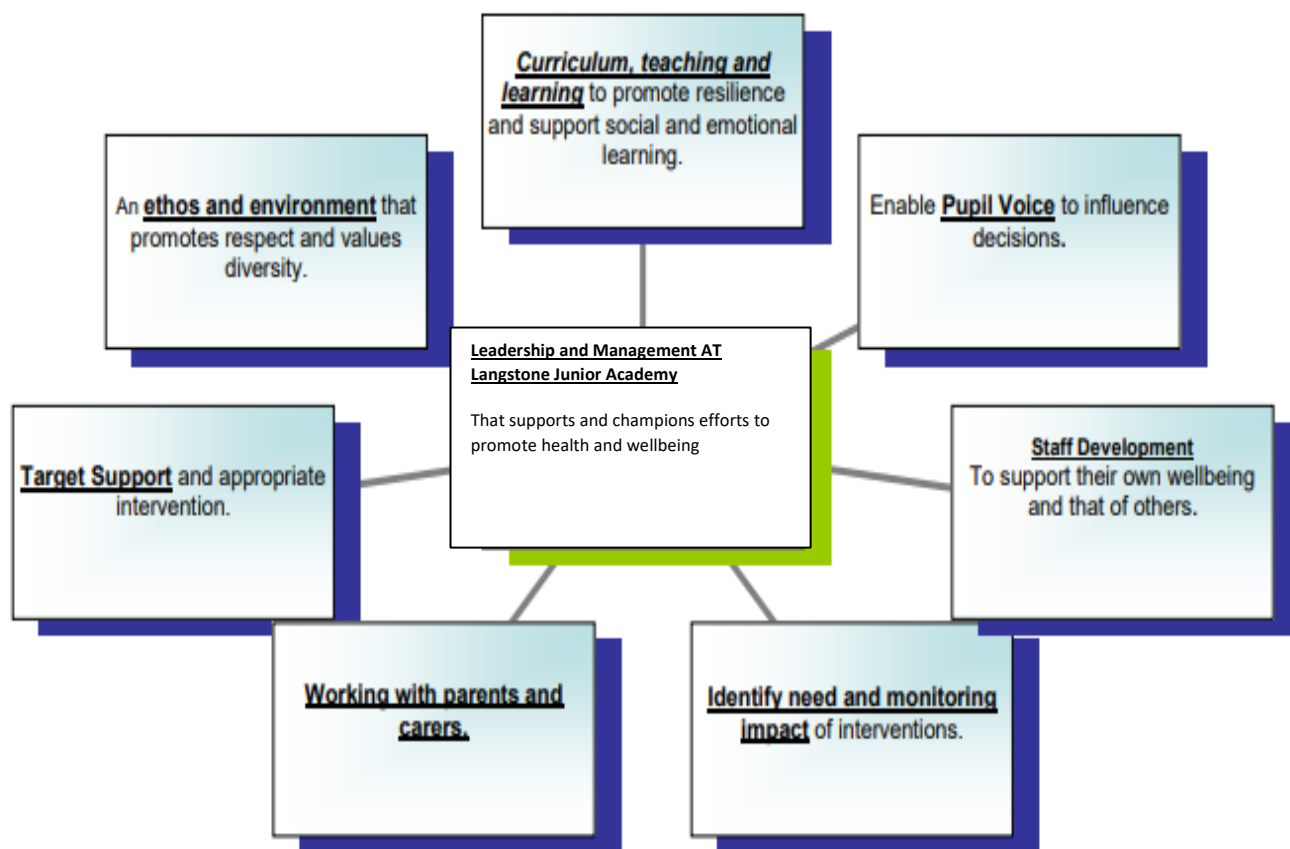 Curriculum, teaching and
learning to promote resilience
and support social and emotional
learning.
An ethos and environment that
promotes respect and values
diversity.
Enable Pupil Voice to influence
decisions.
Leadership and Management AT
Langstone Junior Academy
That supports and champions efforts to
promote health and wellbeing
Target Support and appropriate
intervention.
Staff Development
To support their own wellbeing
and that of others.
Working with parents and
carers.
Identify need and monitoring
impact of interventions.